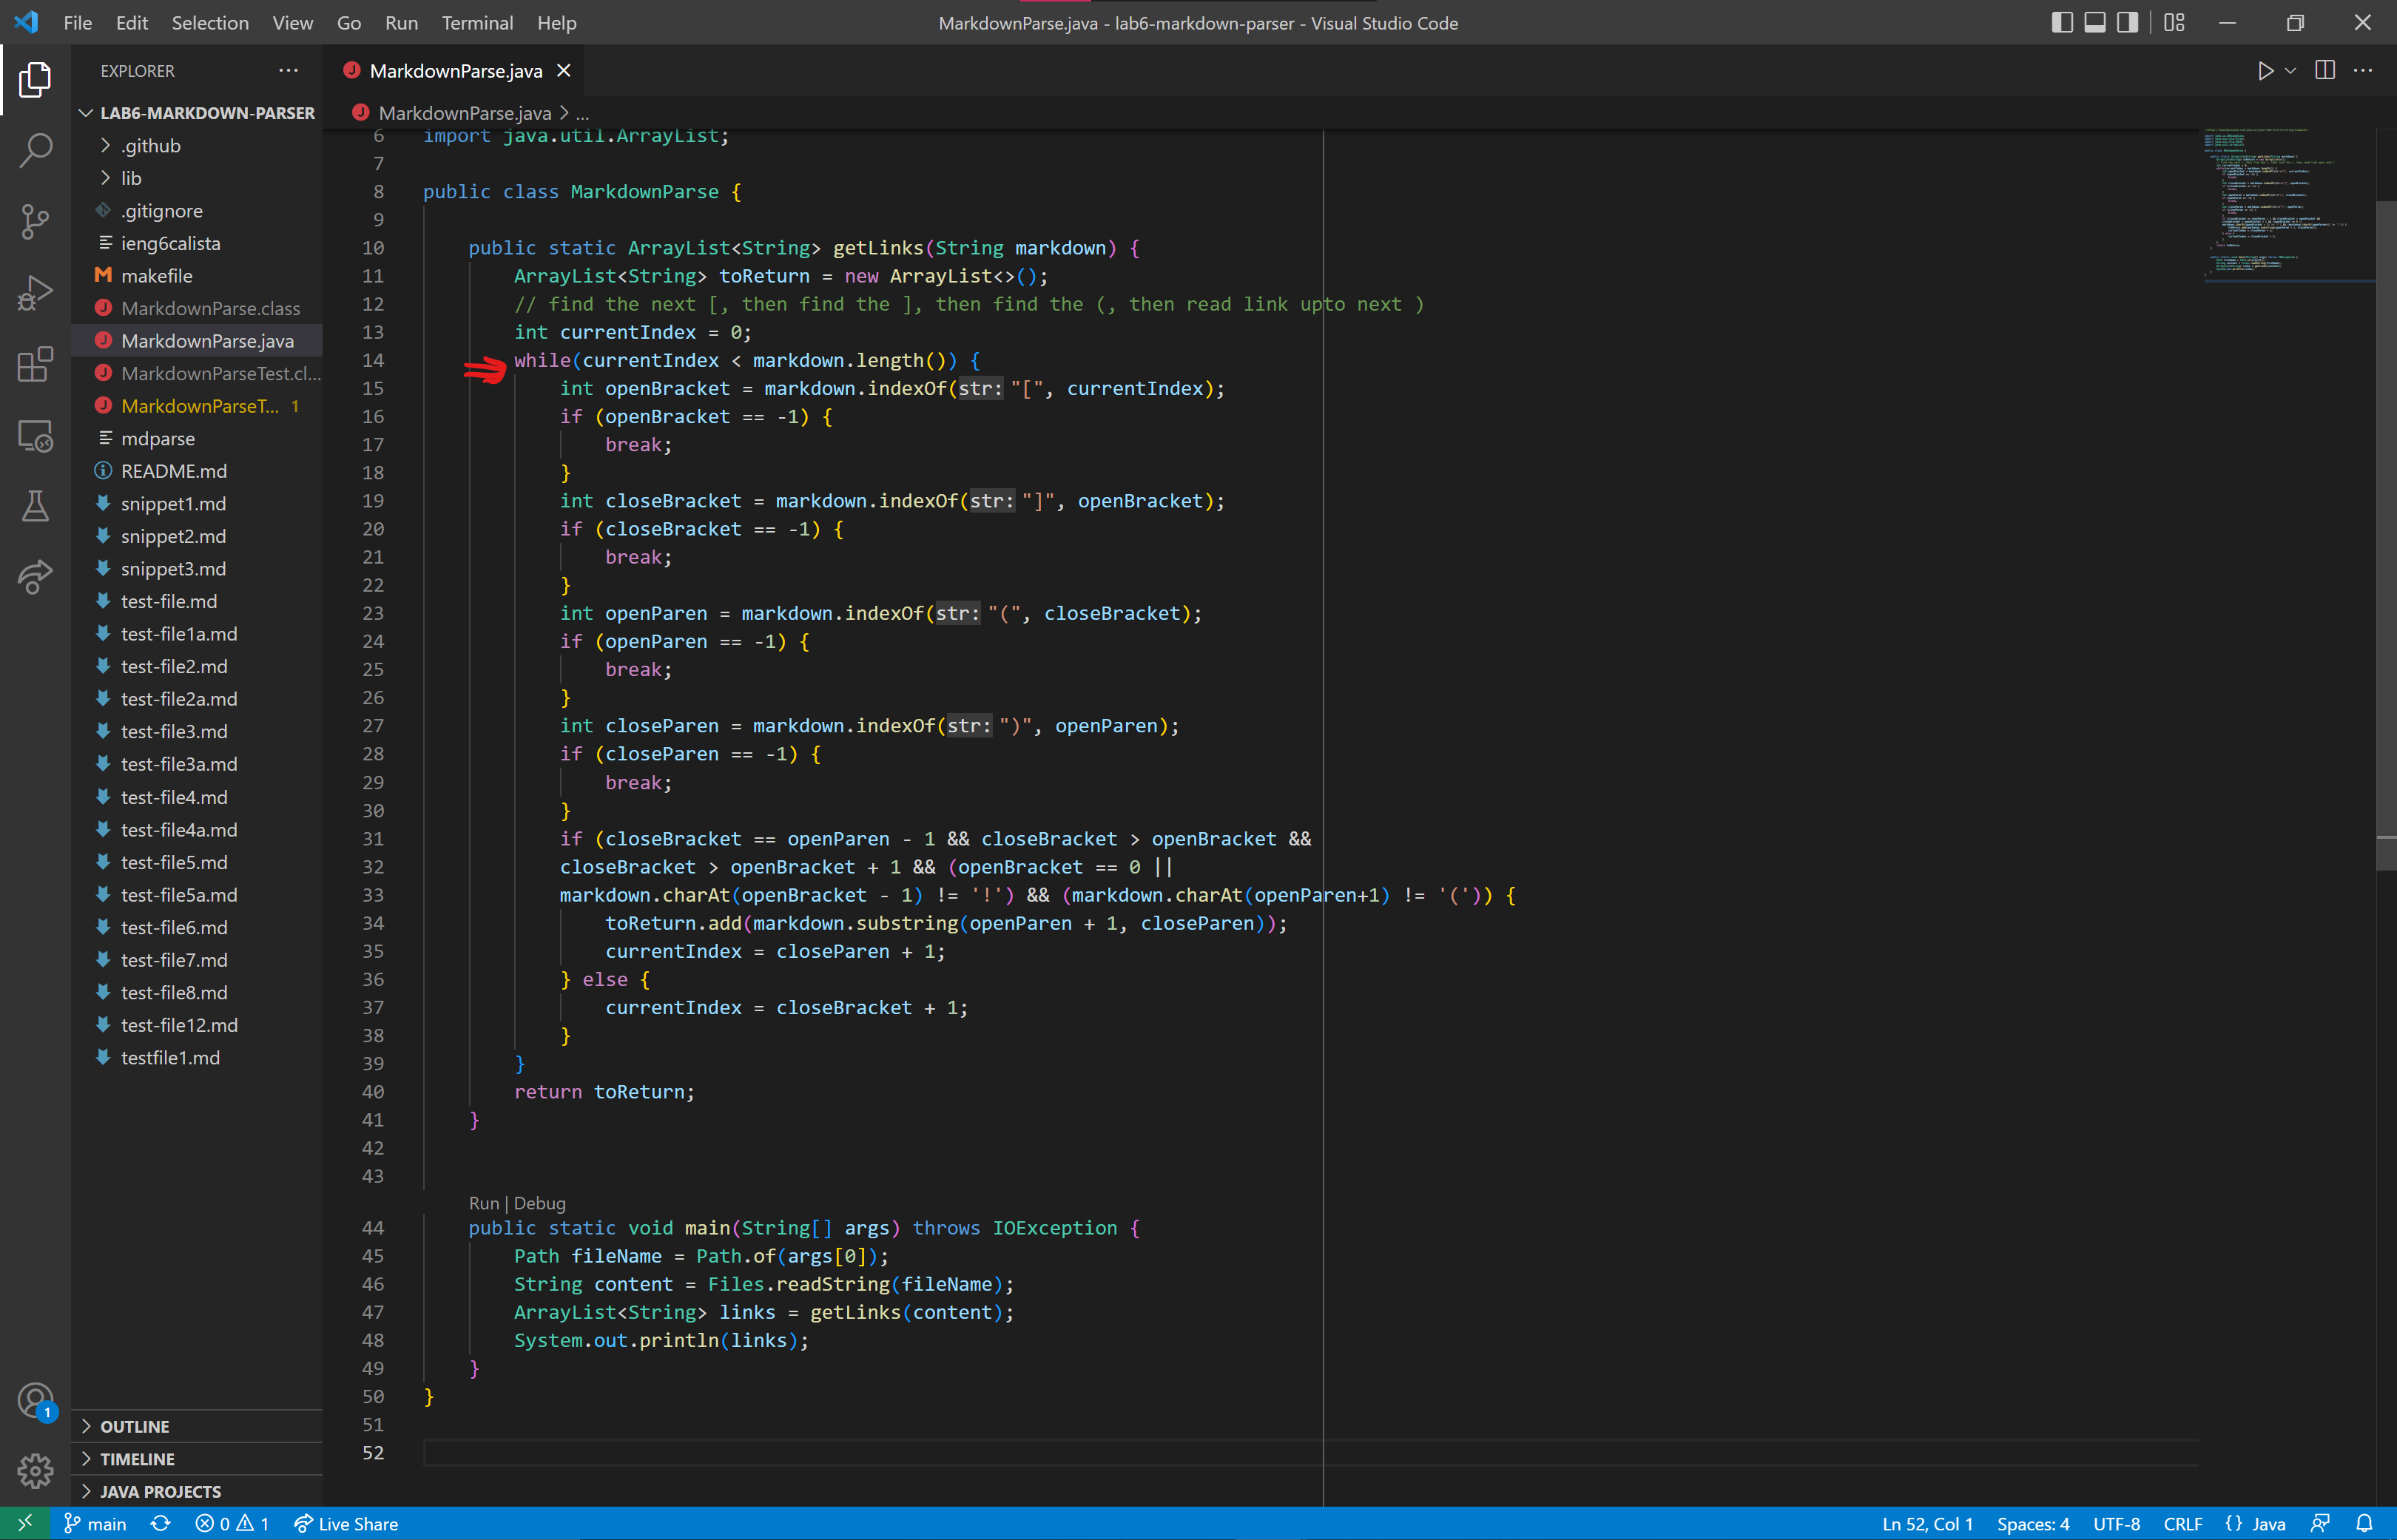 File Edit Selection View Go Run Terminal Help
MarkdownParse.java - lab6-markdown-parser - Visual Studio Code
EXPLORER
LAB6-MARKDOWN-PARSER
.github
lib
.gitignore
ieng6calista
makefile
MarkdownParse.class
MarkdownParse.java
MarkdownParseTest.cl...
MarkdownParseT... 1
mdparse
README.md
snippet1.md
snippet2.md
snippet3.md
test-file.md
test-file1a.md
test-file2.md
test-file2a.md
test-file3.md
test-file3a.md
test-file4.md
test-file4a.md
test-file5.md
test-file5a.md
test-file6.md
test-file7.md
test-file8.md
test-file12.md
testfile1.md
OUTLINE
TIMELINE
JAVA PROJECTS
1
MarkdownParse.java
MarkdownParse.java > ...
6 import java.util.ArrayList;
7
8 public class MarkdownParse {
9
10 public static ArrayList<String> getLinks(String markdown) {
11 ArrayList<String> toReturn = new ArrayList<>();
12 // find the next [, then find the ], then find the (, then read link upto next )
13 int currentIndex = 0;
14 while(currentIndex < markdown.length()) {
15 int openBracket = markdown.indexOf(str: "[", currentIndex);
16 if (openBracket == -1) {
17 break;
18 }
19 int closeBracket = markdown.indexOf(str: "]", openBracket);
20 if (closeBracket == -1) {
21 break;
22 }
23 int openParen = markdown.indexOf(str: "(", closeBracket);
24 if (openParen == -1) {
25 break;
26 }
27 int closeParen = markdown.indexOf(str: ")", openParen);
28 if (closeParen == -1) {
29 break;
30 }
31 if (closeBracket == openParen - 1 && closeBracket > openBracket &&
32 closeBracket > openBracket + 1 && (openBracket == 0 ||
33 markdown.charAt(openBracket - 1) != '!') && (markdown.charAt(openParen+1) != '(')) {
34 toReturn.add(markdown.substring(openParen + 1, closeParen));
35 currentIndex = closeParen + 1;
36 } else {
37 currentIndex = closeBracket + 1;
38 }
39 }
40 return toReturn;
41 }
42
43
Run | Debug
44 public static void main(String[] args) throws IOException {
45 Path fileName = Path.of(args[0]);
46 String content = Files.readString(fileName);
47 ArrayList<String> links = getLinks(content);
48 System.out.println(links);
49 }
50 }
51
52
main 0 1 Live Share
Ln 52, Col 1 Spaces: 4 UTF-8 CRLF {} Java